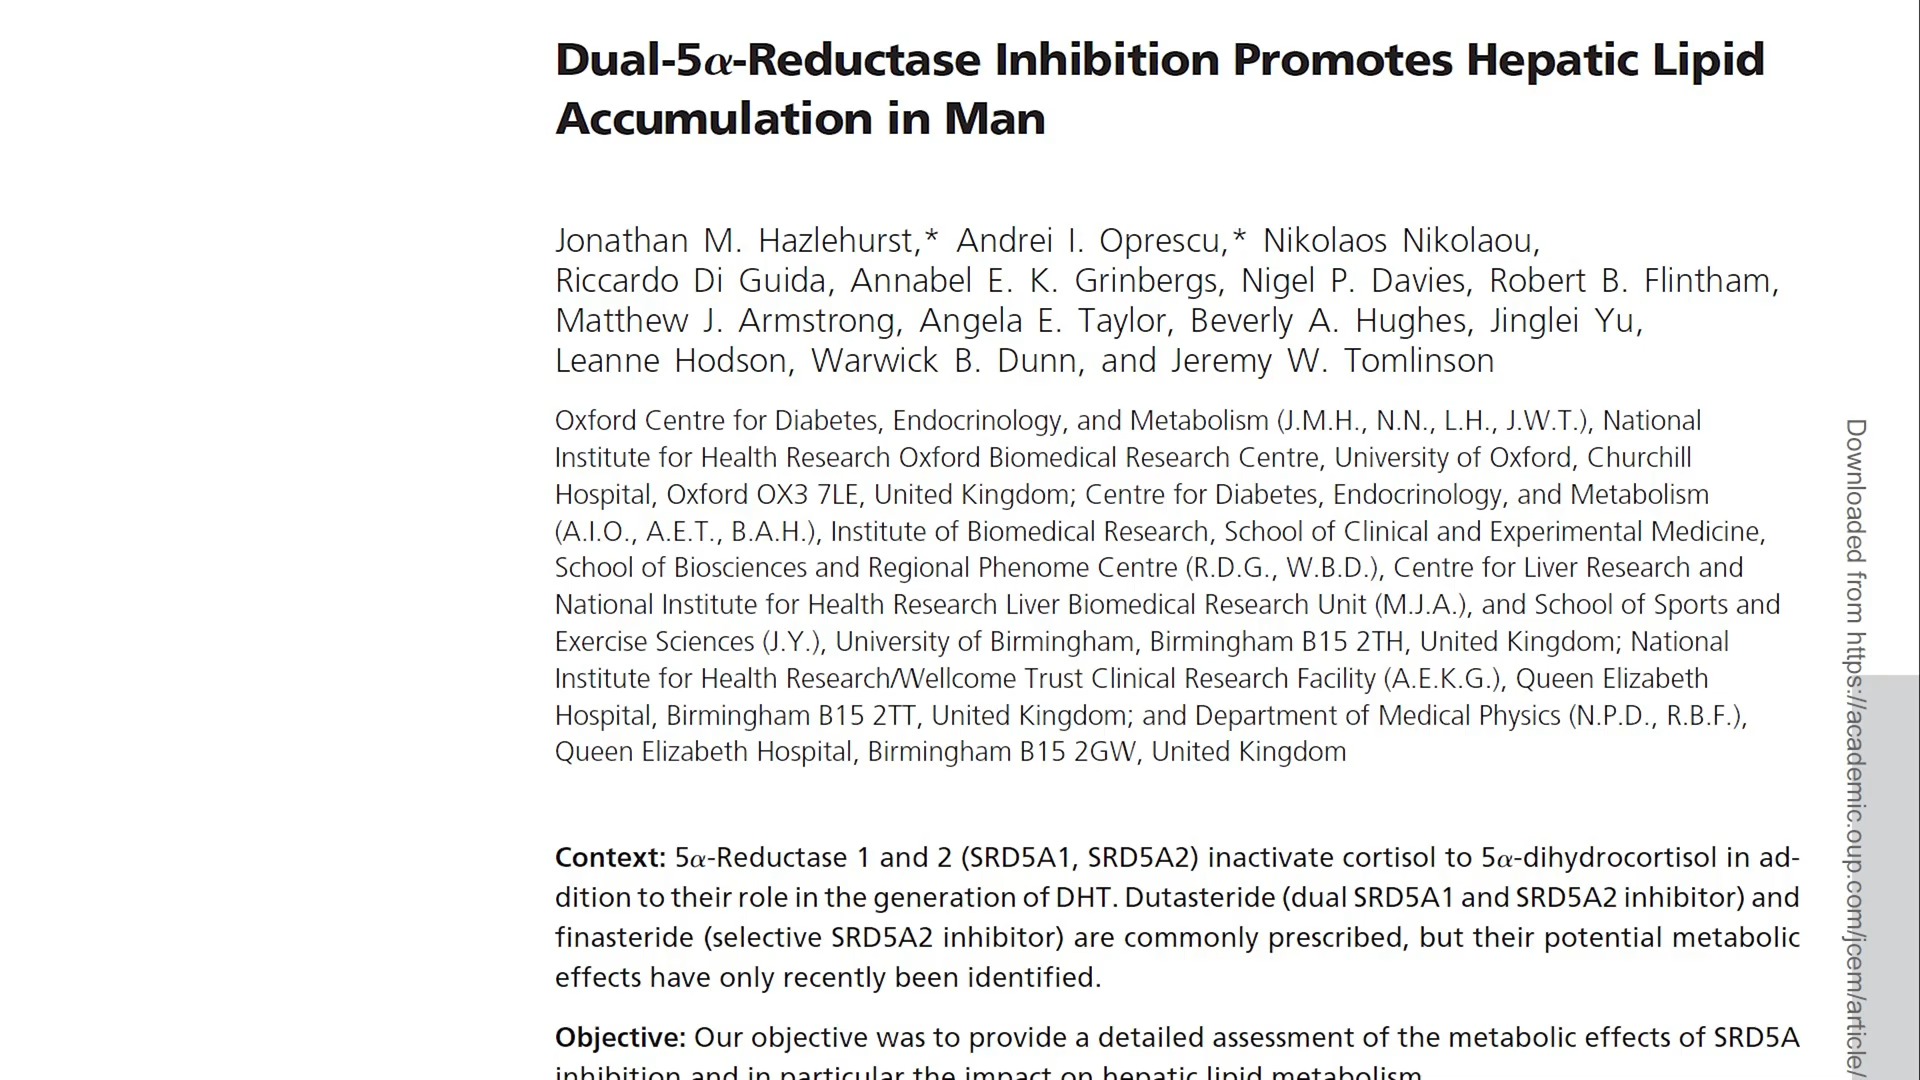 Dual-5α-Reductase Inhibition Promotes Hepatic Lipid
Accumulation in Man
Jonathan M. Hazlehurst,* Andrei I. Oprescu,* Nikolaos Nikolaou,
Riccardo Di Guida, Annabel E. K. Grinbergs, Nigel P. Davies, Robert B. Flintham,
Matthew J. Armstrong, Angela E. Taylor, Beverly A. Hughes, Jinglei Yu,
Leanne Hodson, Warwick B. Dunn, and Jeremy W. Tomlinson
Oxford Centre for Diabetes, Endocrinology, and Metabolism (J.M.H., N.N., L.H., J.W.T.), National
Institute for Health Research Oxford Biomedical Research Centre, University of Oxford, Churchill
Hospital, Oxford OX3 7LE, United Kingdom; Centre for Diabetes, Endocrinology, and Metabolism
(A.I.O., A.E.T., B.A.H.), Institute of Biomedical Research, School of Clinical and Experimental Medicine,
School of Biosciences and Regional Phenome Centre (R.D.G., W.B.D.), Centre for Liver Research and
National Institute for Health Research Liver Biomedical Research Unit (M.J.A.), and School of Sports and
Exercise Sciences (J.Y.), University of Birmingham, Birmingham B15 2TH, United Kingdom; National
Institute for Health Research/Wellcome Trust Clinical Research Facility (A.E.K.G.), Queen Elizabeth
Hospital, Birmingham B15 2TT, United Kingdom; and Department of Medical Physics (N.P.D., R.B.F.),
Queen Elizabeth Hospital, Birmingham B15 2GW, United Kingdom
Context: 5α-Reductase 1 and 2 (SRD5A1, SRD5A2) inactivate cortisol to 5α-dihydrocortisol in ad-
dition to their role in the generation of DHT. Dutasteride (dual SRD5A1 and SRD5A2 inhibitor) and
finasteride (selective SRD5A2 inhibitor) are commonly prescribed, but their potential metabolic
effects have only recently been identified.
Objective: Our objective was to provide a detailed assessment of the metabolic effects of SRD5A
inhibition and in particular the impact on hepatic lipid metabolism.
Downloaded from https://academic.oup.com/jcem/article/